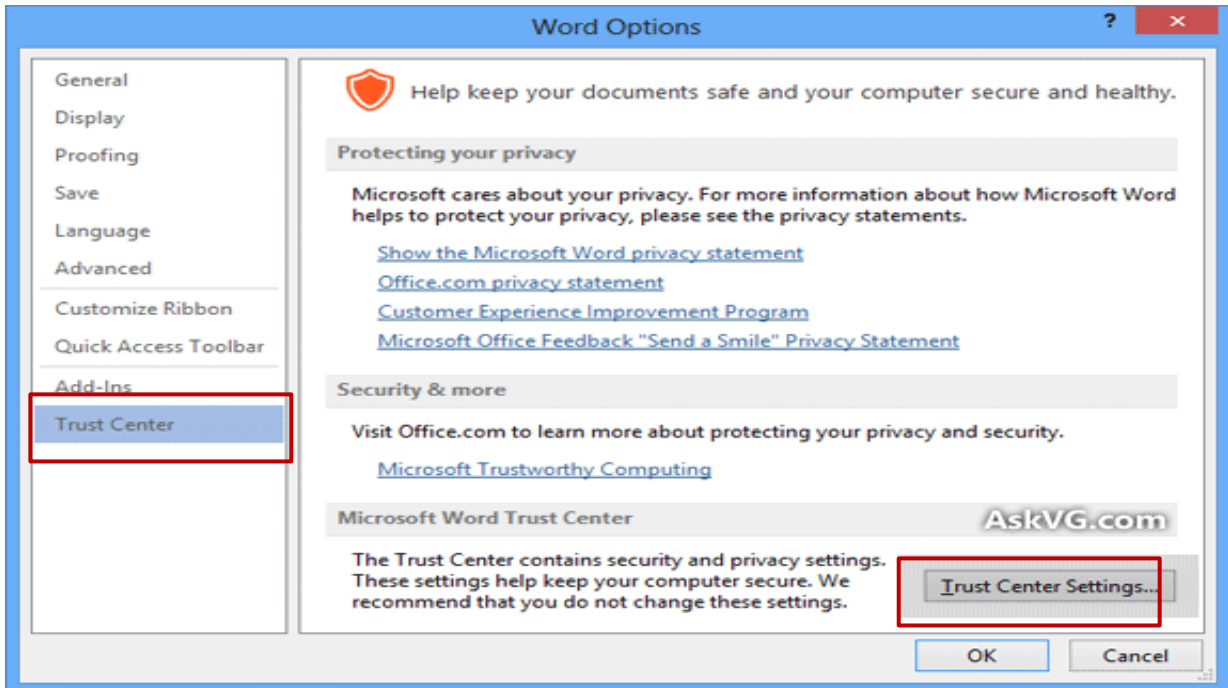 Word Options
?
General
Display
Proofing
Save
Language
Advanced
Customize Ribbon
Quick Access Toolbar
Add-Ins
Trust Center
Help keep your documents safe and your computer secure and healthy.
Protecting your privacy
Microsoft cares about your privacy. For more information about how Microsoft Word
helps to protect your privacy, please see the privacy statements.
Show the Microsoft Word privacy statement
Office.com privacy statement
Customer Experience Improvement Program
Microsoft Office Feedback "Send a Smile" Privacy Statement
Security & more
Visit Office.com to learn more about protecting your privacy and security.
Microsoft Trustworthy Computing
Microsoft Word Trust Center
AskVG.com
The Trust Center contains security and privacy settings.
These settings help keep your computer secure. We
recommend that you do not change these settings.
Trust Center Settings...
OK
Cancel